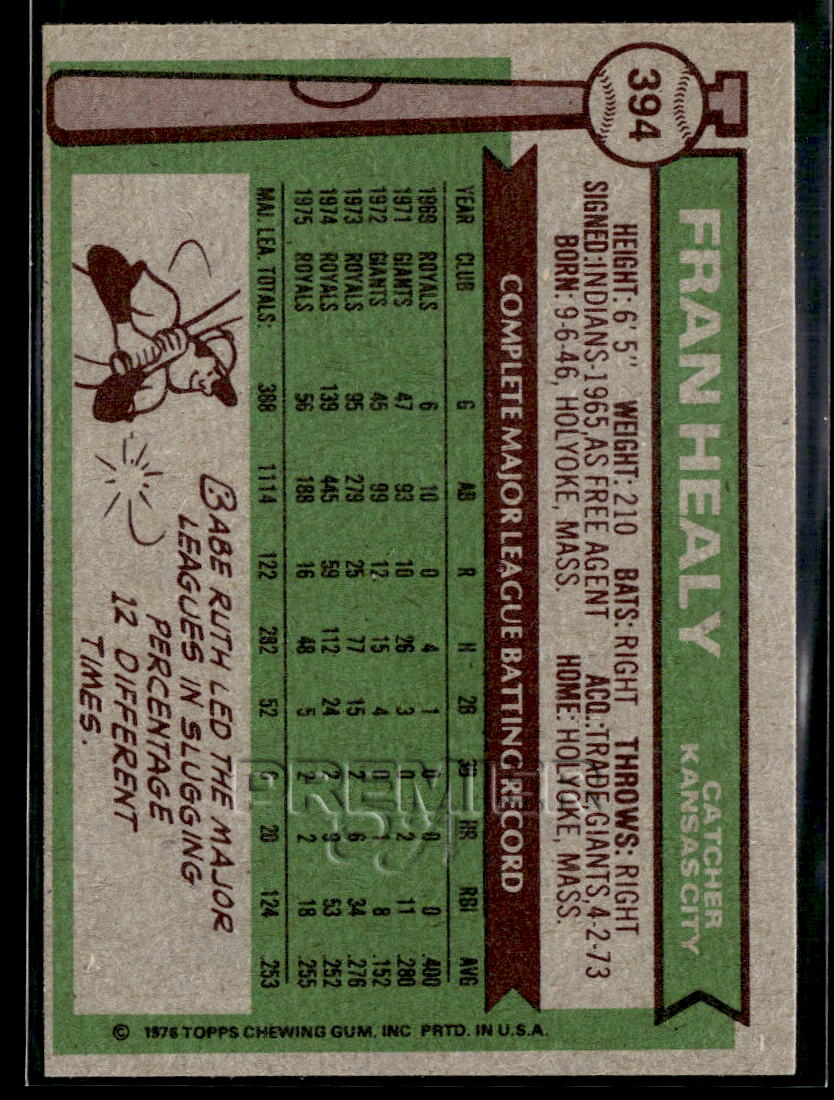 394
FRAN HEALY
CATCHER
KANSAS CITY
HEIGHT: 6' 5" WEIGHT: 210 BATS: RIGHT THROWS: RIGHT
SIGNED: INDIANS-1965, AS FREE AGENT ACQ.: TRADE, GIANTS, 4-2-73
BORN: 9-6-46, HOLYOKE, MASS. HOME: HOLYOKE, MASS.
COMPLETE MAJOR LEAGUE BATTING RECORD
YEAR CLUB G AB R H 2B 3B HR RBI AVG
1969 ROYALS 6 10 0 4 1 0 0 0 .400
1971 GIANTS 47 93 10 26 3 0 2 11 .280
1972 GIANTS 45 99 12 15 4 0 1 8 .152
1973 ROYALS 95 279 25 77 15 2 6 34 .276
1974 ROYALS 139 445 59 112 24 2 9 53 .252
1975 ROYALS 56 188 16 48 5 2 2 18 .255
MAJ. LEA. TOTALS: 388 1114 122 282 52 6 20 124 .253
BABE RUTH LED THE MAJOR
LEAGUES IN SLUGGING
PERCENTAGE
12 DIFFERENT
TIMES.
© 1976 TOPPS CHEWING GUM, INC PRTD. IN U.S.A.
PREMIER